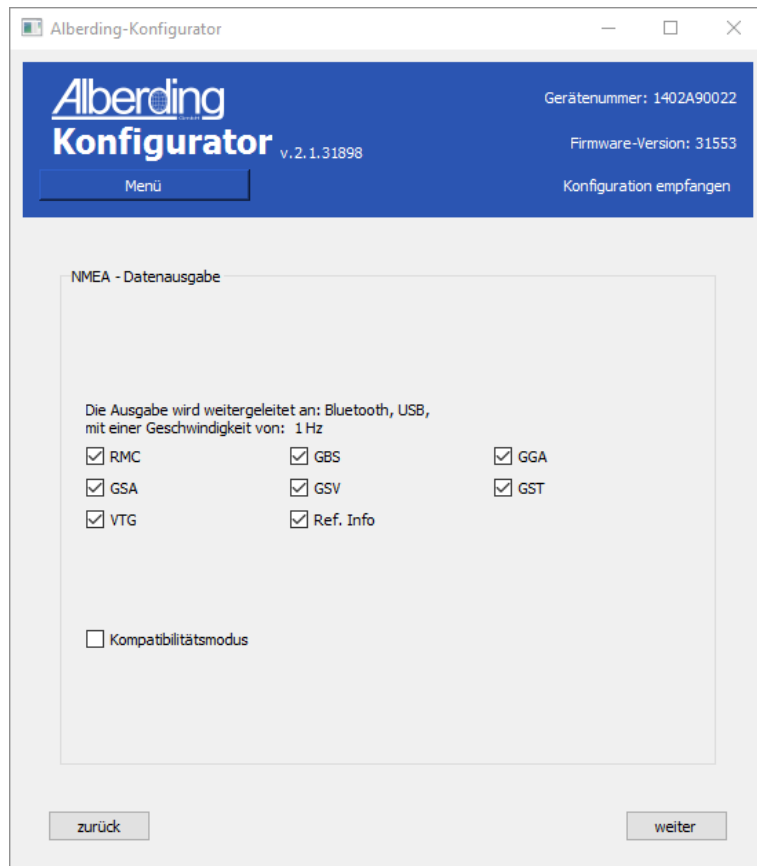 Alberding-Konfigurator
Alberding
Konfigurator v.2.1.31898
Menü
Gerätenummer: 1402A90022
Firmware-Version: 31553
Konfiguration empfangen
NMEA - Datenausgabe
Die Ausgabe wird weitergeleitet an: Bluetooth, USB,
mit einer Geschwindigkeit von: 1 Hz
RMC GBS GGA
GSA GSV GST
VTG Ref. Info
Kompatibilitätsmodus
zurück weiter